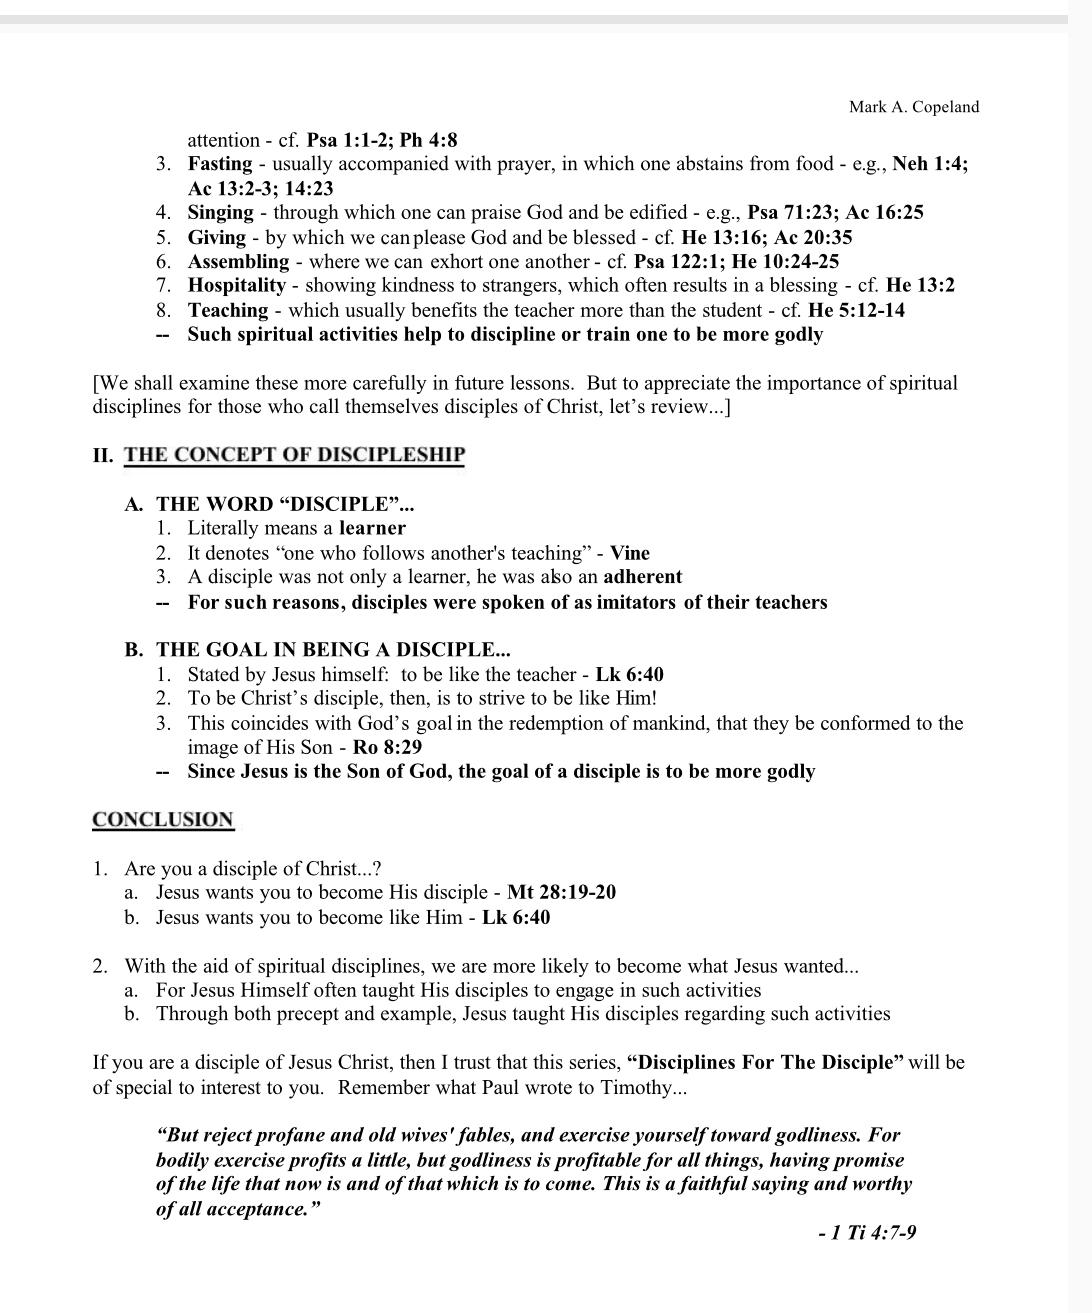 Mark A. Copeland
attention - cf. Psa 1:1-2; Ph 4:8
3. Fasting - usually accompanied with prayer, in which one abstains from food - e.g., Neh 1:4;
Ac 13:2-3; 14:23
4. Singing - through which one can praise God and be edified - e.g., Psa 71:23; Ac 16:25
5. Giving - by which we can please God and be blessed - cf. He 13:16; Ac 20:35
6. Assembling - where we can exhort one another - cf. Psa 122:1; He 10:24-25
7. Hospitality - showing kindness to strangers, which often results in a blessing - cf. He 13:2
8. Teaching - which usually benefits the teacher more than the student - cf. He 5:12-14
-- Such spiritual activities help to discipline or train one to be more godly
[We shall examine these more carefully in future lessons. But to appreciate the importance of spiritual
disciplines for those who call themselves disciples of Christ, let’s review...]
II. THE CONCEPT OF DISCIPLESHIP
A. THE WORD “DISCIPLE”...
1. Literally means a learner
2. It denotes “one who follows another's teaching” - Vine
3. A disciple was not only a learner, he was also an adherent
-- For such reasons, disciples were spoken of as imitators of their teachers
B. THE GOAL IN BEING A DISCIPLE...
1. Stated by Jesus himself: to be like the teacher - Lk 6:40
2. To be Christ’s disciple, then, is to strive to be like Him!
3. This coincides with God’s goal in the redemption of mankind, that they be conformed to the
image of His Son - Ro 8:29
-- Since Jesus is the Son of God, the goal of a disciple is to be more godly
CONCLUSION
1. Are you a disciple of Christ...?
a. Jesus wants you to become His disciple - Mt 28:19-20
b. Jesus wants you to become like Him - Lk 6:40
2. With the aid of spiritual disciplines, we are more likely to become what Jesus wanted...
a. For Jesus Himself often taught His disciples to engage in such activities
b. Through both precept and example, Jesus taught His disciples regarding such activities
If you are a disciple of Jesus Christ, then I trust that this series, “Disciplines For The Disciple” will be
of special to interest to you. Remember what Paul wrote to Timothy...
“But reject profane and old wives' fables, and exercise yourself toward godliness. For
bodily exercise profits a little, but godliness is profitable for all things, having promise
of the life that now is and of that which is to come. This is a faithful saying and worthy
of all acceptance.”
- 1 Ti 4:7-9